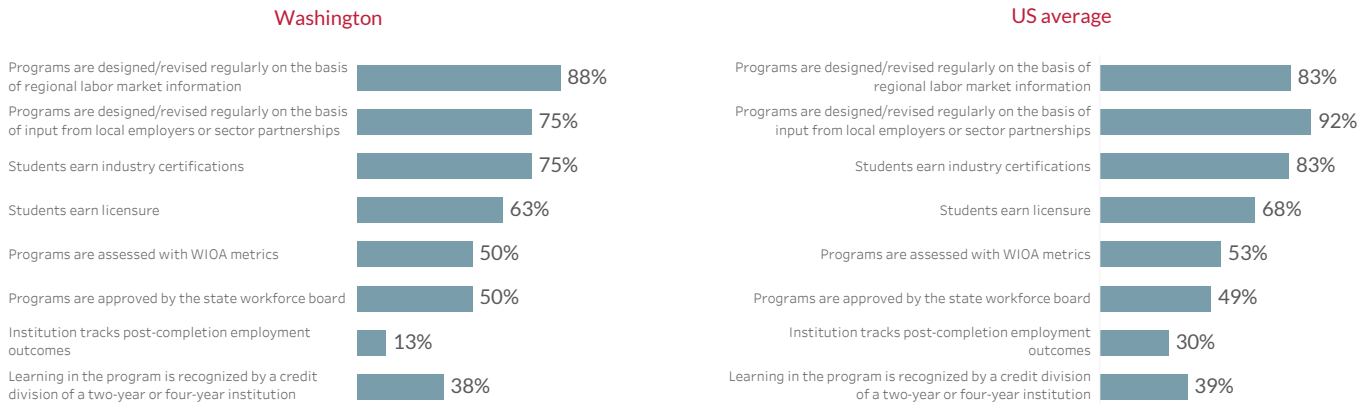 Washington
Programs are designed/revised regularly on the basis
of regional labor market information
88%
Programs are designed/revised regularly on the basis
of input from local employers or sector partnerships
75%
Students earn industry certifications
75%
Students earn licensure
63%
Programs are assessed with WIOA metrics
50%
Programs are approved by the state workforce board
50%
Institution tracks post-completion employment
outcomes
13%
Learning in the program is recognized by a credit
division of a two-year or four-year institution
38%
US average
Programs are designed/revised regularly on the basis of
regional labor market information
83%
Programs are designed/revised regularly on the basis of
input from local employers or sector partnerships
92%
Students earn industry certifications
83%
Students earn licensure
68%
Programs are assessed with WIOA metrics
53%
Programs are approved by the state workforce board
49%
Institution tracks post-completion employment
outcomes
30%
Learning in the program is recognized by a credit division
of a two-year or four-year institution
39%